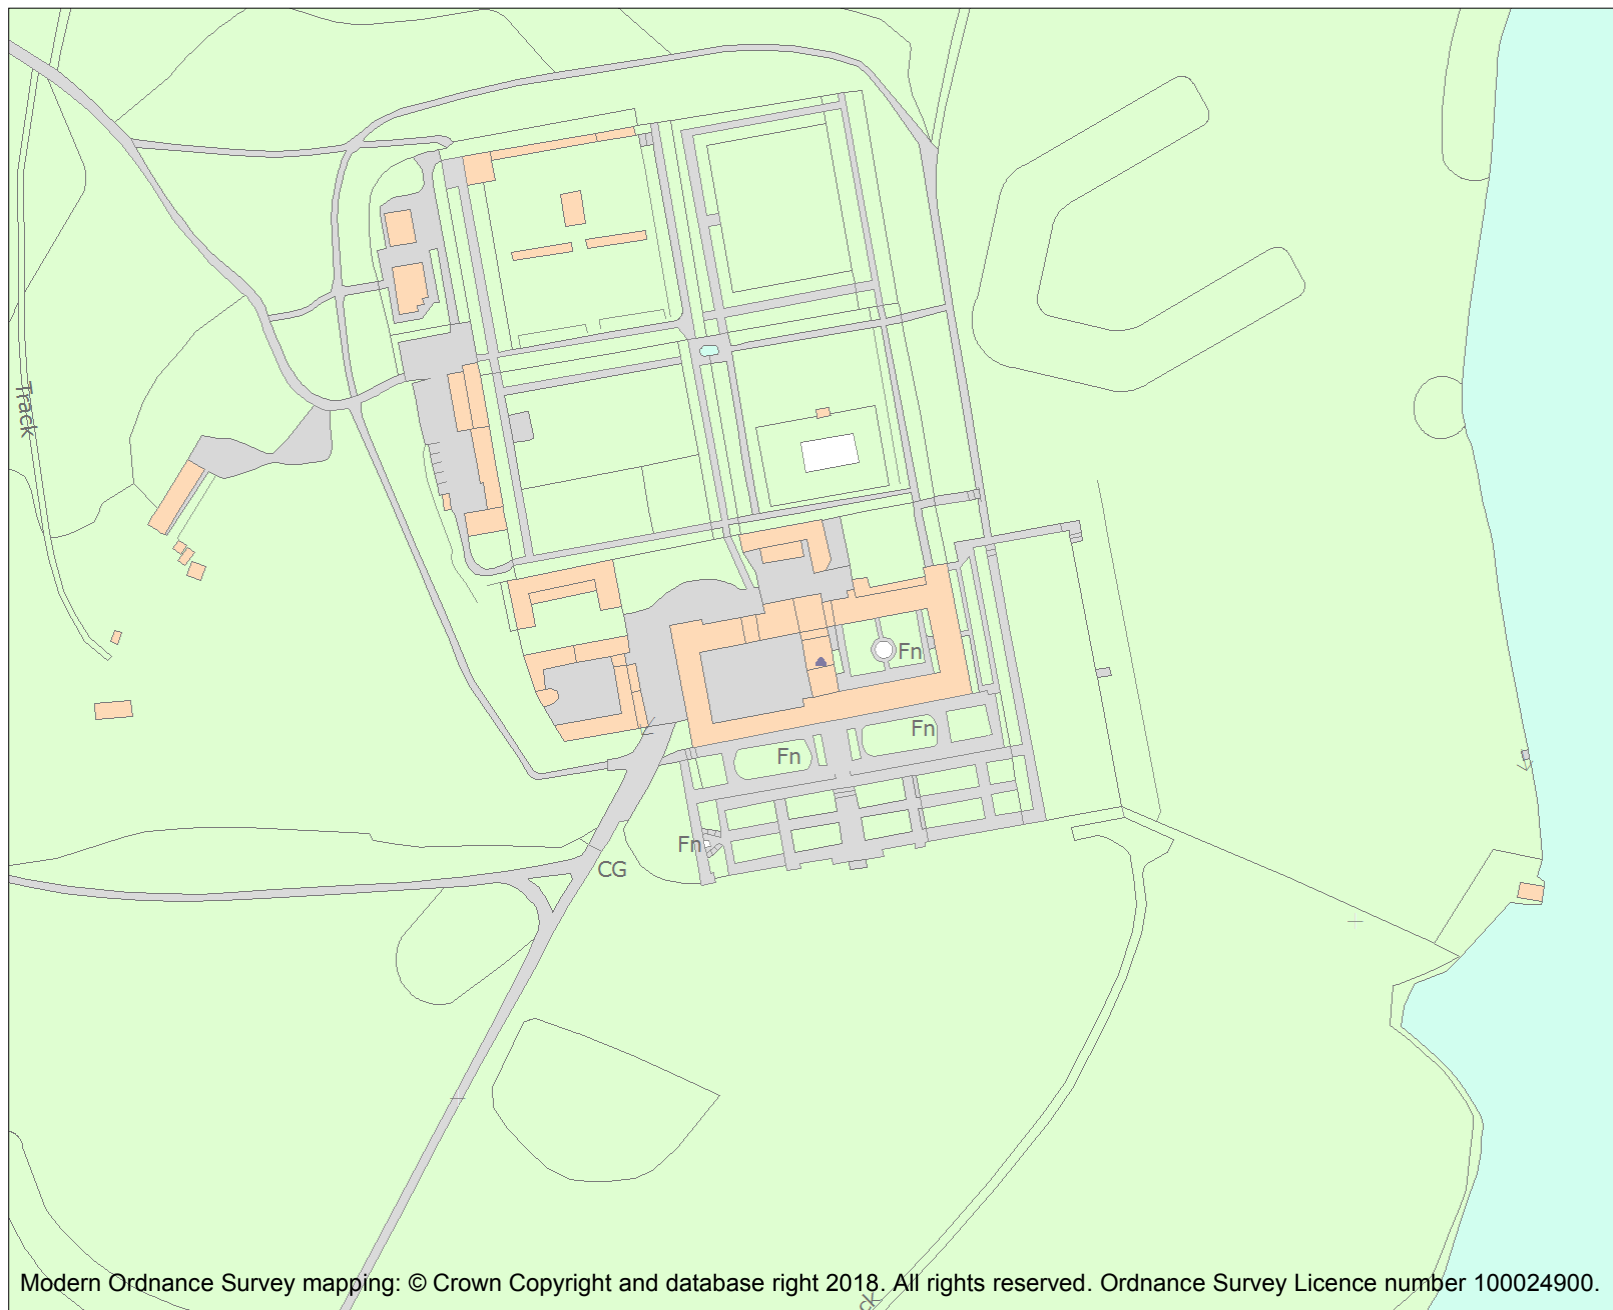 Track
Fn
Fn
Fn
Fn
CG
ck
Modern Ordnance Survey mapping: © Crown Copyright and database right 2018. All rights reserved. Ordnance Survey Licence number 100024900.